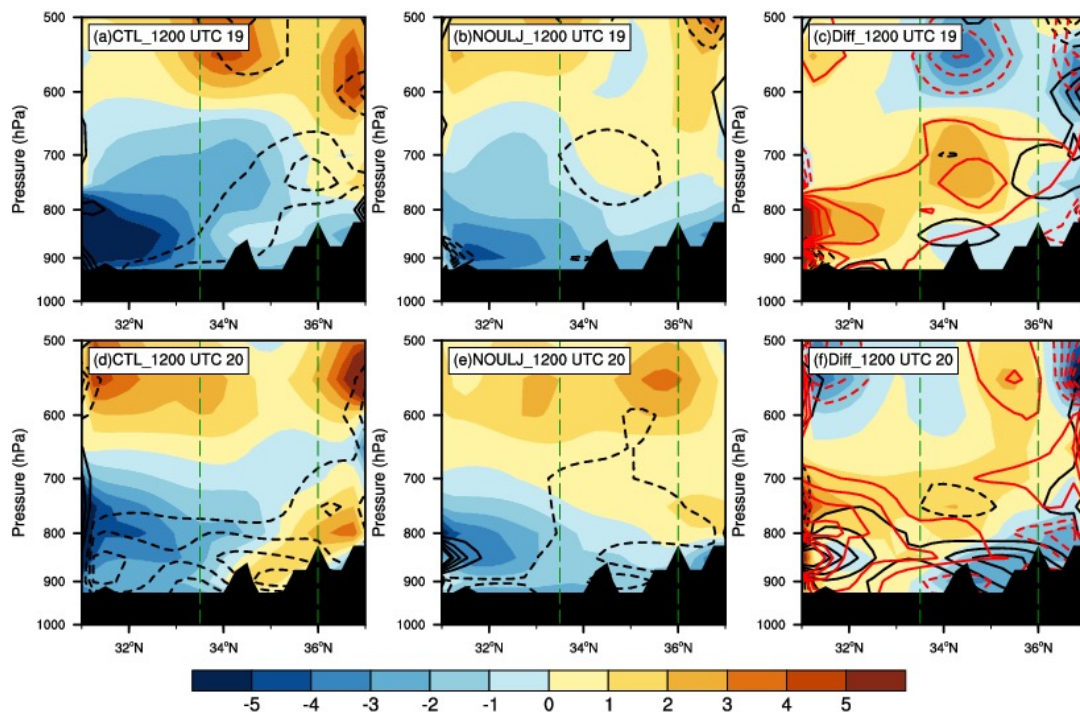 (a)CTL_1200 UTC 19
(b)NOULJ_1200 UTC 19
(c)Diff_1200 UTC 19
Pressure (hPa)
500
600
700
800
900
1000
32°N
34°N
36°N
Pressure (hPa)
500
600
700
800
900
1000
32°N
34°N
36°N
Pressure (hPa)
500
600
700
800
900
1000
32°N
34°N
36°N
(d)CTL_1200 UTC 20
(e)NOULJ_1200 UTC 20
(f)Diff_1200 UTC 20
Pressure (hPa)
500
600
700
800
900
1000
32°N
34°N
36°N
Pressure (hPa)
500
600
700
800
900
1000
32°N
34°N
36°N
Pressure (hPa)
500
600
700
800
900
1000
32°N
34°N
36°N
-5 -4 -3 -2 -1 0 1 2 3 4 5